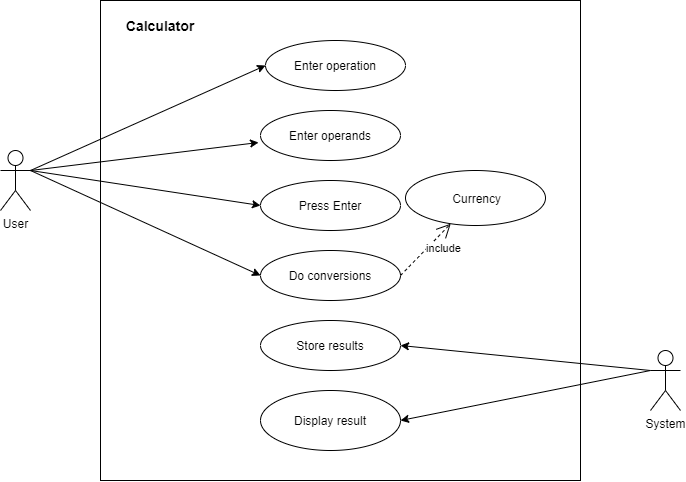 Calculator
Enter operation
Enter operands
Press Enter
Currency
User
include
Do conversions
Store results
Display result
System